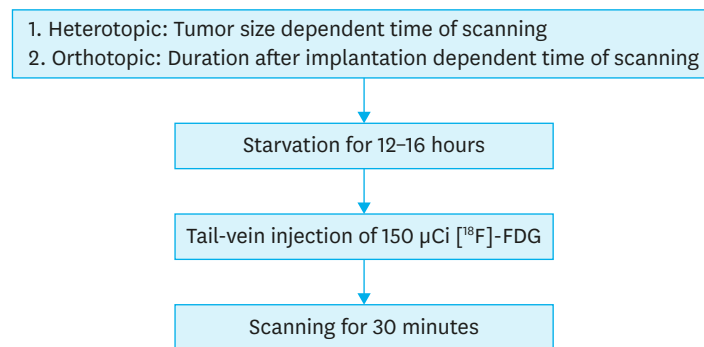 1. Heterotopic: Tumor size dependent time of scanning
2. Orthotopic: Duration after implantation dependent time of scanning
Starvation for 12–16 hours
Tail-vein injection of 150 μCi [¹⁸F]-FDG
Scanning for 30 minutes